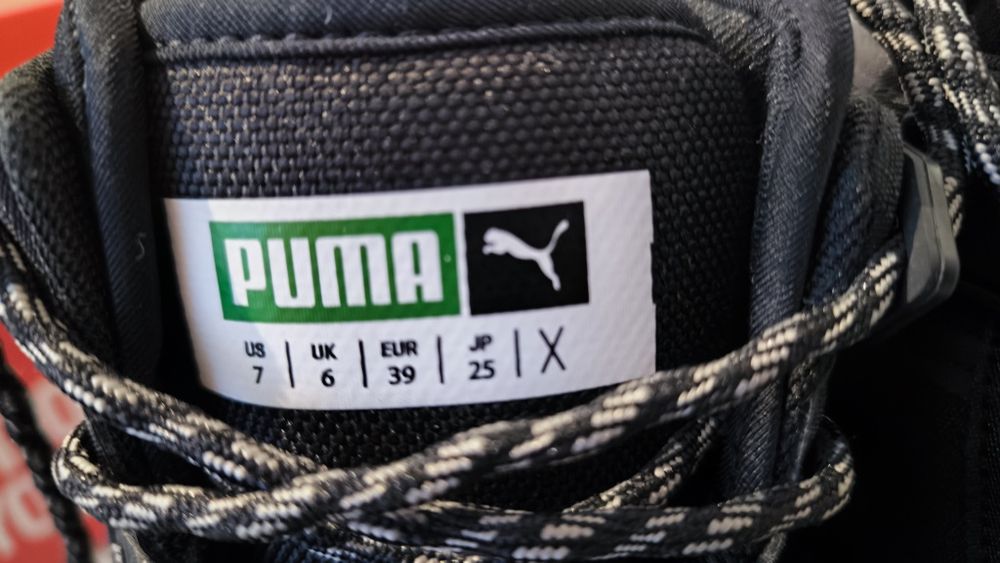 PUMA
US | UK | EUR | JP | X
7 | 6 | 39 | 25